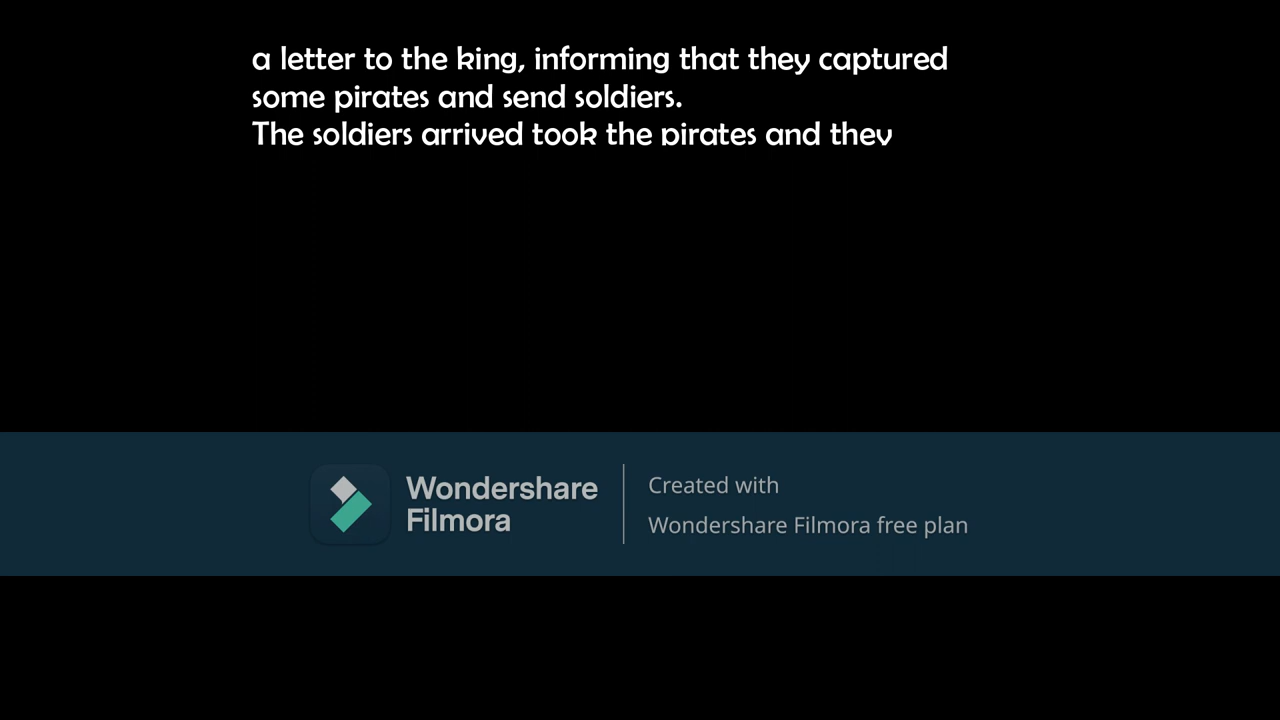 a letter to the king, informing that they captured
some pirates and send soldiers.
The soldiers arrived took the pirates and they
Wondershare
Filmora
Created with
Wondershare Filmora free plan